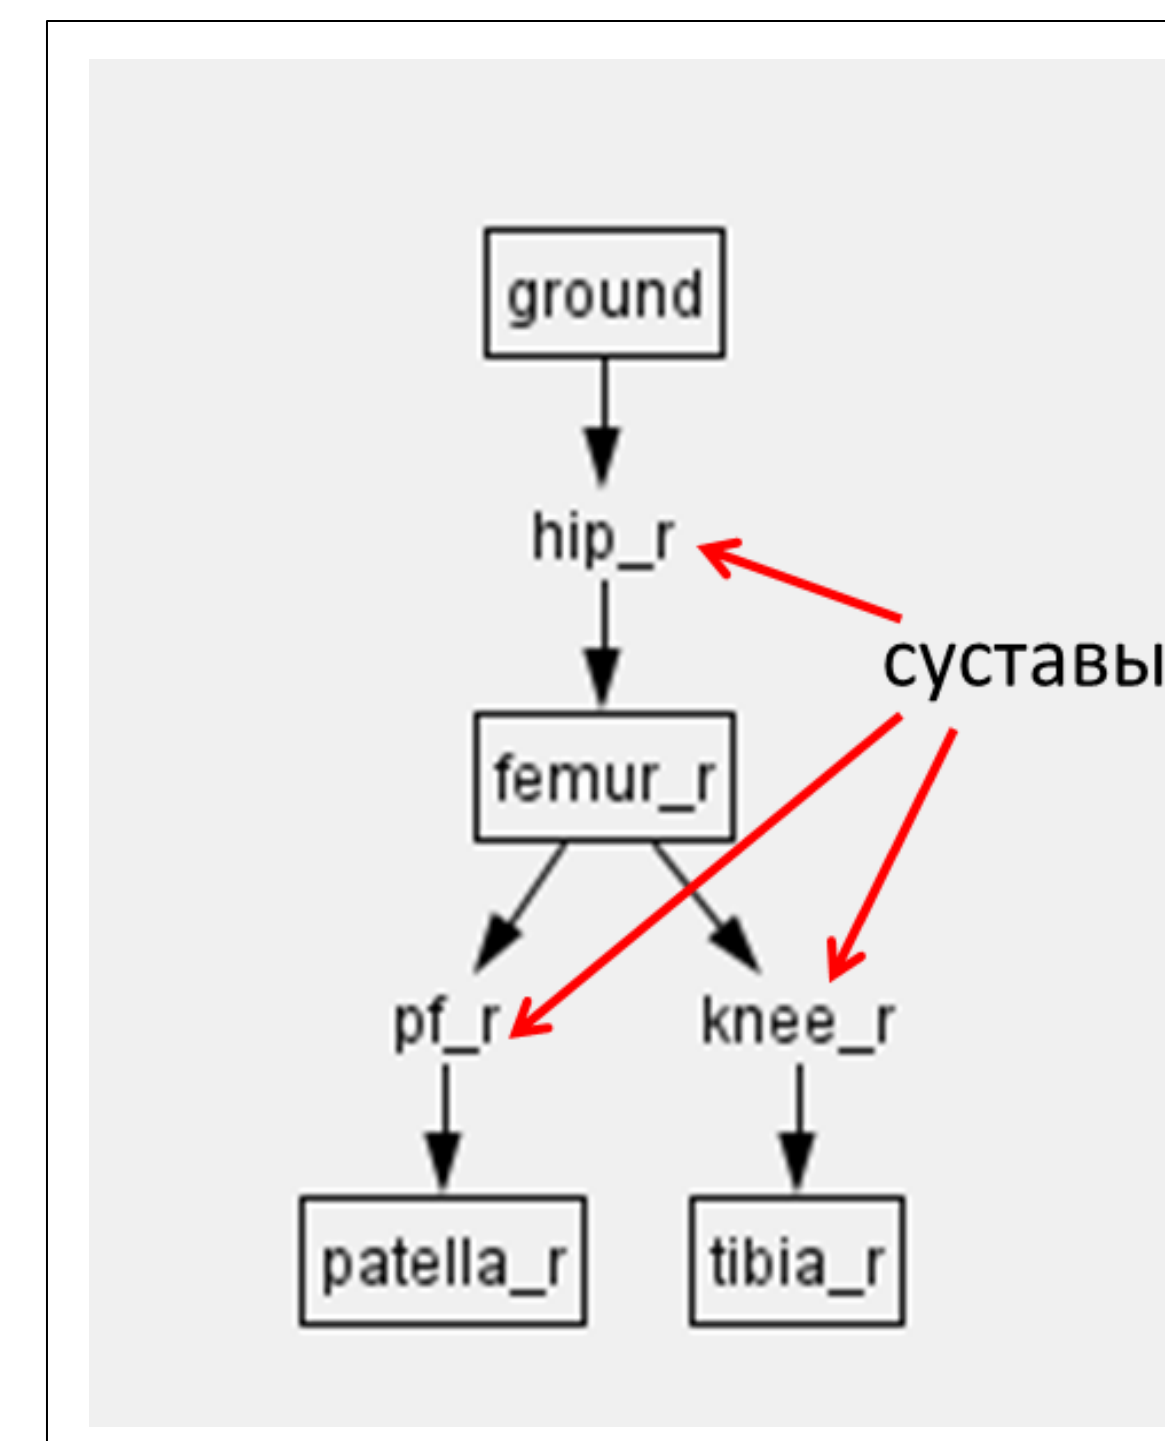 ground
hip_r
суставы
femur_r
pf_r
knee_r
patella_r
tibia_r